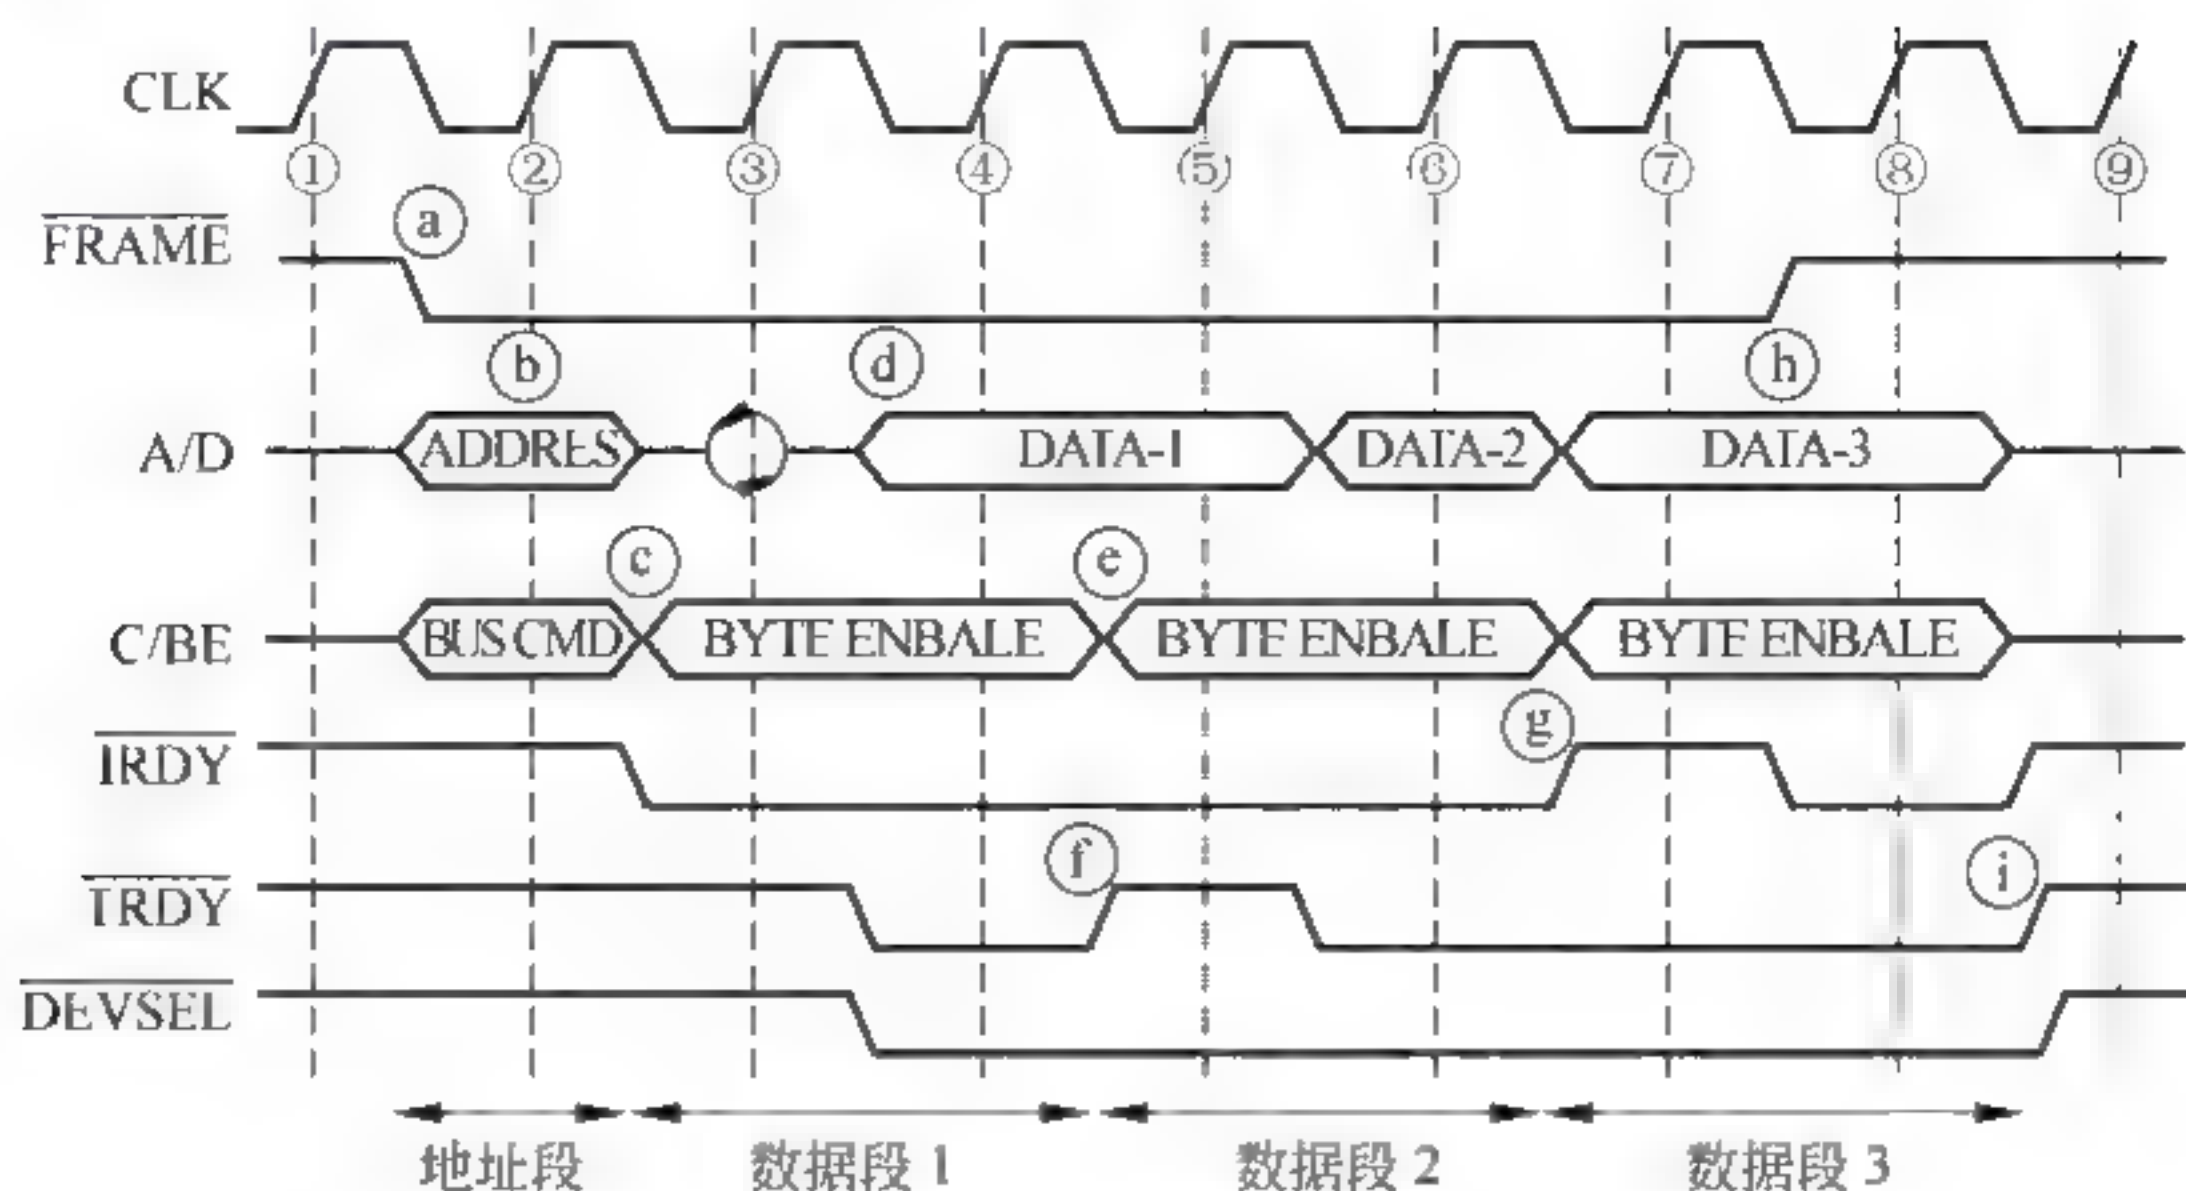 CLK
① ② ③ ④ ⑤ ⑥ ⑦ ⑧ ⑨
FRAME
ⓐ
ⓑ ⓓ ⓗ
A/D ADDRES DATA-1 DATA-2 DATA-3
ⓒ ⓔ
C/BE BUS CMD BYTE ENBALE BYTE ENBALE BYTE ENBALE
ⓖ
IRDY
ⓕ ⓘ
TRDY
DEVSEL
地址段 数据段 1 数据段 2 数据段 3